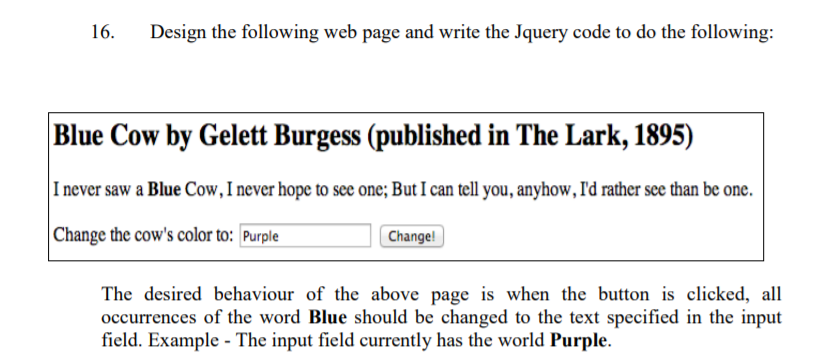 16. Design the following web page and write the Jquery code to do the following:
Blue Cow by Gelett Burgess (published in The Lark, 1895)
I never saw a Blue Cow, I never hope to see one; But I can tell you, anyhow, I'd rather see than be one.
Change the cow's color to: Purple Change!
The desired behaviour of the above page is when the button is clicked, all
occurrences of the word Blue should be changed to the text specified in the input
field. Example - The input field currently has the world Purple.